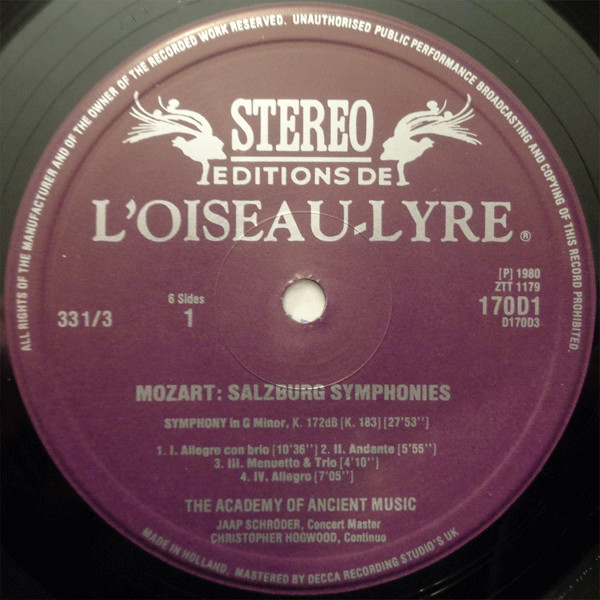 ALL RIGHTS OF THE MANUFACTURER AND OF THE OWNER OF THE RECORDED WORK RESERVED. UNAUTHORISED PUBLIC PERFORMANCE BROADCASTING AND COPYING OF THIS RECORD PROHIBITED.
STEREO
EDITIONS DE
L'OISEAU-LYRE ®
[P] 1980
ZTT 1179
6 Sides
33 1/3 1 170D1
D170D3
MOZART: SALZBURG SYMPHONIES
SYMPHONY in G Minor, K. 172dB [K. 183] [27'53'']
1. I. Allegro con brio [10'36''] 2. II. Andante [5'55'']
3. III. Menuetto & Trio [4'10'']
4. IV. Allegro [7'05'']
THE ACADEMY OF ANCIENT MUSIC
JAAP SCHRÖDER, Concert Master
CHRISTOPHER HOGWOOD, Continuo
MADE IN HOLLAND. MASTERED BY DECCA RECORDING STUDIO'S UK